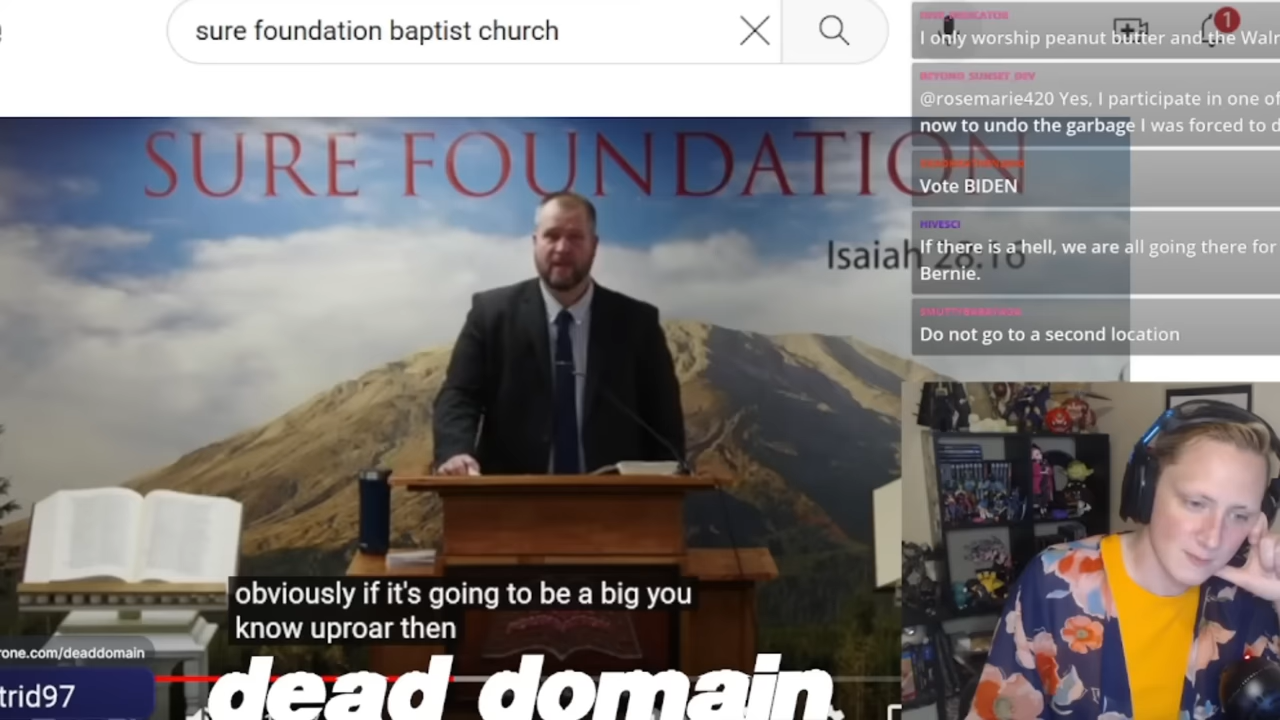 sure foundation baptist church
1
I only worship peanut butter and the Walr
BEYOND_SUNSET_DEV
@rosemarie420 Yes, I participate in one of
now to undo the garbage I was forced to d
Vote BIDEN
HIVESCI
If there is a hell, we are all going there for
Bernie.
Do not go to a second location
SURE FOUNDATION
Isaiah 28:16
obviously if it's going to be a big you
know uproar then
rone.com/deaddomain
trid97
dead domain